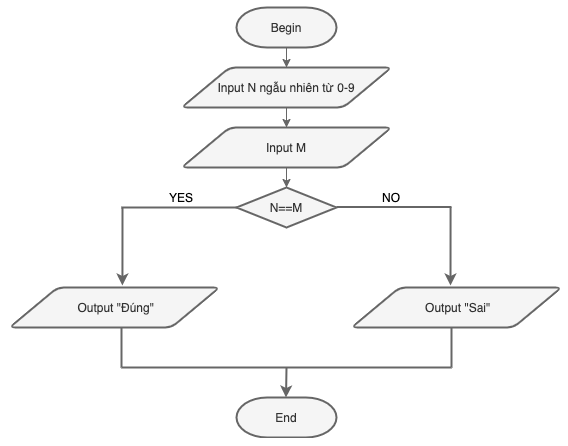 Begin
Input N ngẫu nhiên từ 0-9
Input M
N==M
YES
NO
Output "Đúng"
Output "Sai"
End